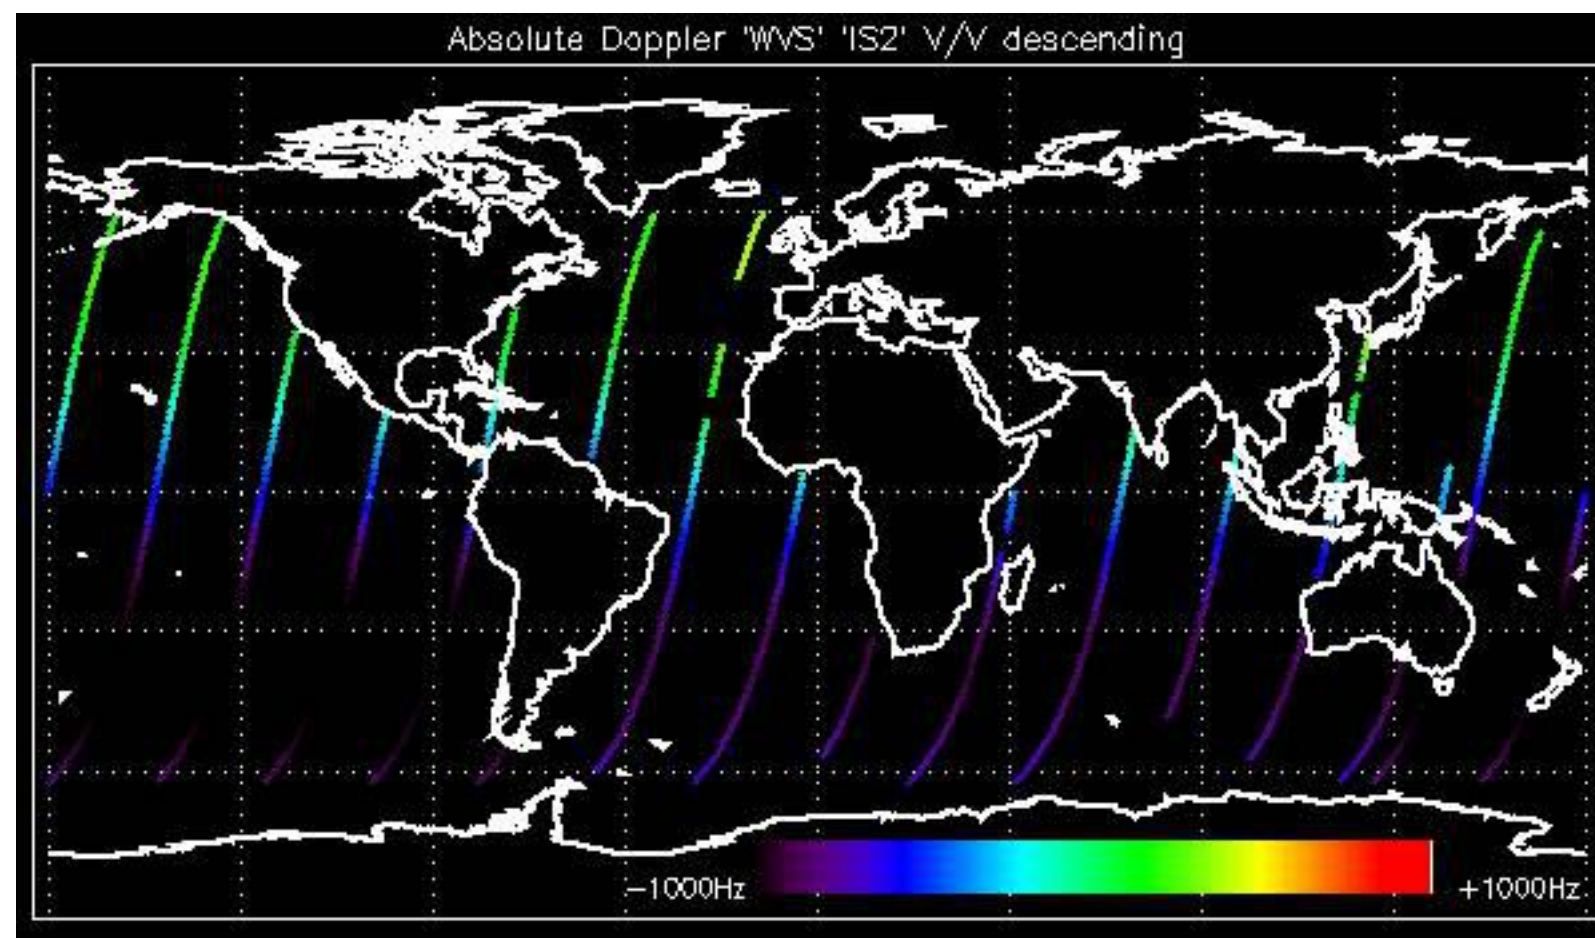 Absolute Doppler 'WVS' 'IS2' V/V descending
−1000Hz
+1000Hz